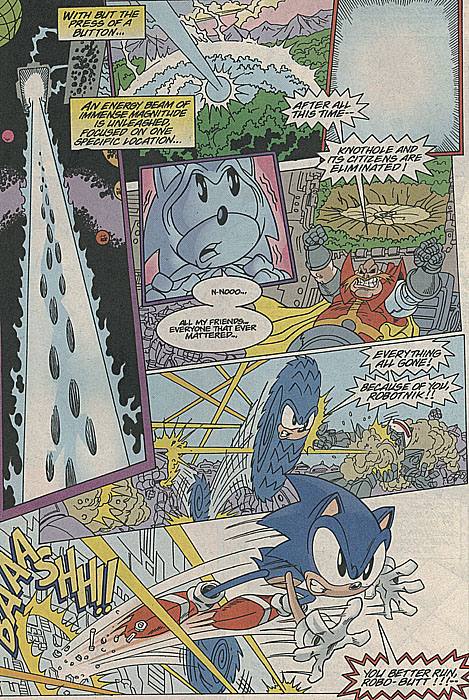 WITH BUT THE
PRESS OF A
BUTTON...
AN ENERGY BEAM OF
IMMENSE MAGNITUDE
IS UNLEASHED,
FOCUSED ON ONE
SPECIFIC LOCATION...
AFTER ALL
THIS TIME--
KNOTHOLE AND
ITS CITIZENS ARE
ELIMINATED!
N-NOOO...
ALL MY FRIENDS...
EVERYONE THAT EVER
MATTERED...
EVERYTHING
ALL GONE!
BECAUSE OF YOU,
ROBOTNIK!!
BAAAASHH!!
YOU BETTER RUN,
ROBO-BUTT!!!